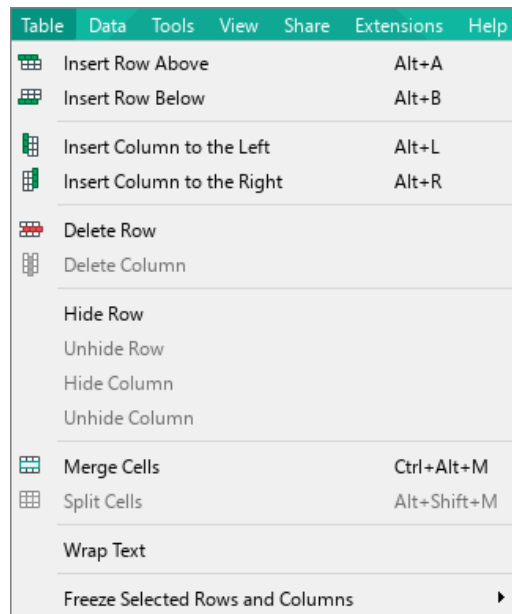 Table Data Tools View Share Extensions Help
Insert Row Above Alt+A
Insert Row Below Alt+B
Insert Column to the Left Alt+L
Insert Column to the Right Alt+R
Delete Row
Delete Column
Hide Row
Unhide Row
Hide Column
Unhide Column
Merge Cells Ctrl+Alt+M
Split Cells Alt+Shift+M
Wrap Text
Freeze Selected Rows and Columns